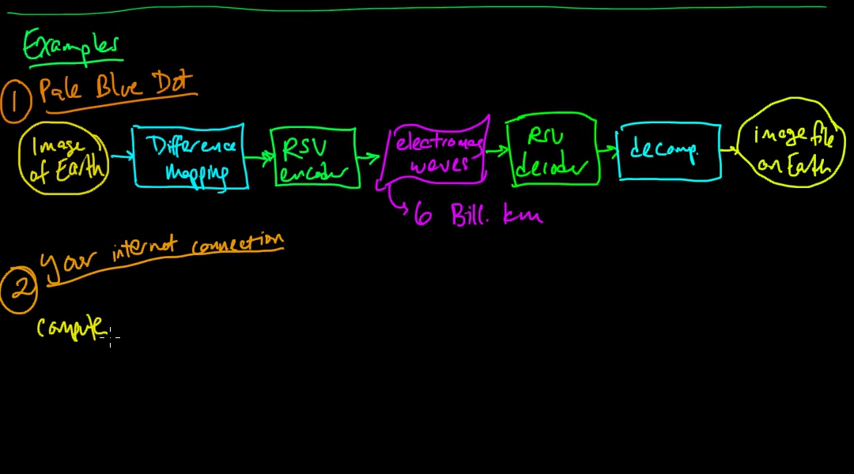 Examples
1 Pale Blue Dot
Image of Earth
Difference mapping
RSV encoder
electromag waves
RSV decoder
decomp.
image file on Earth
6 Bill. km
2 Your internet connection
compute